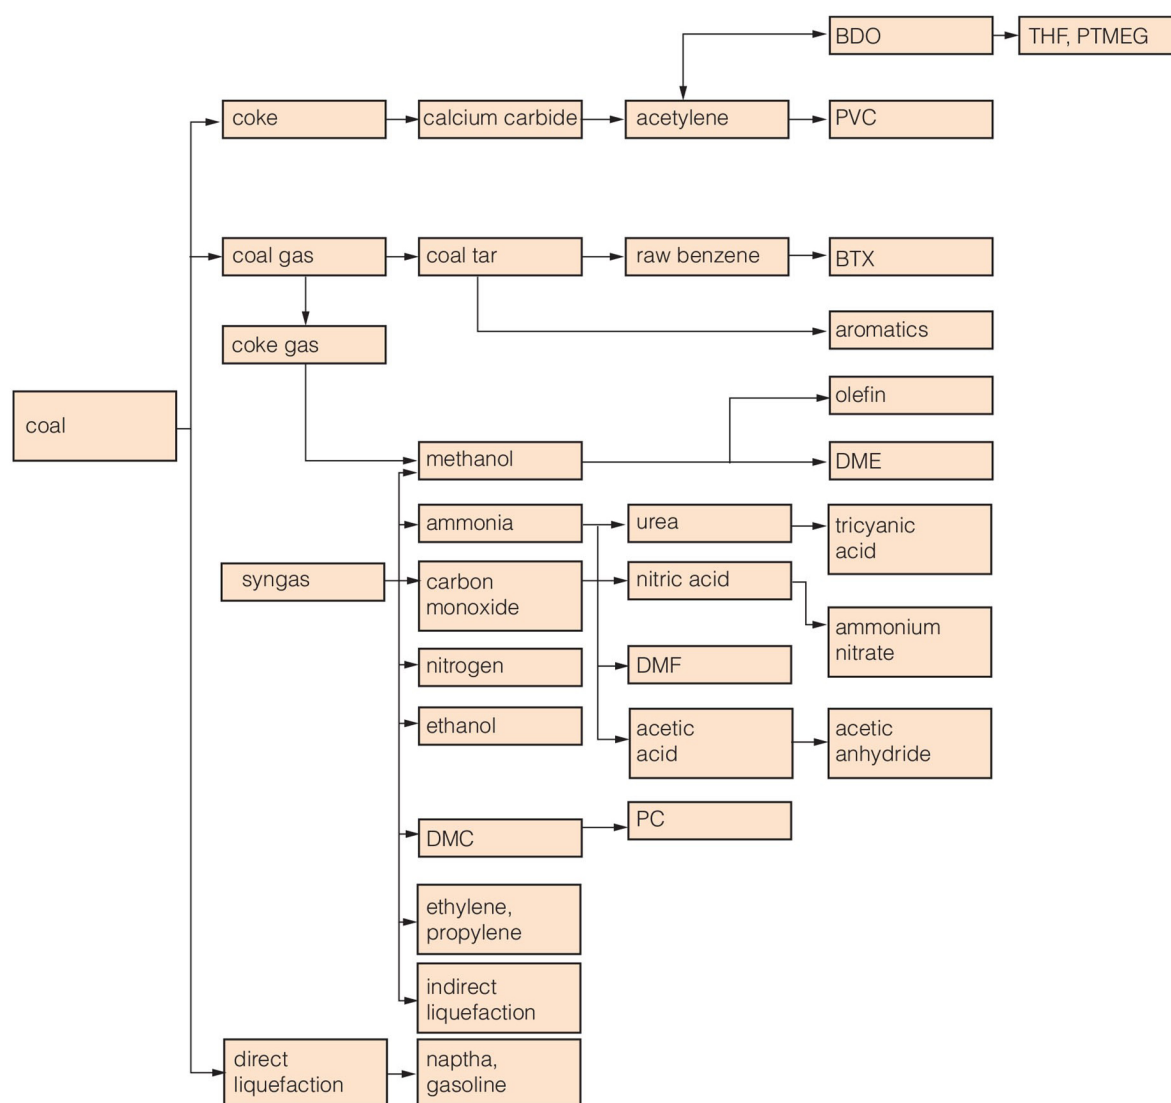 BDO
THF, PTMEG
coke
calcium carbide
acetylene
PVC
coal gas
coal tar
raw benzene
BTX
coke gas
aromatics
coal
olefin
methanol
DME
ammonia
urea
tricyanic
acid
syngas
carbon
monoxide
nitric acid
ammonium
nitrate
nitrogen
DMF
ethanol
acetic
acid
acetic
anhydride
DMC
PC
ethylene,
propylene
indirect
liquefaction
direct
liquefaction
naptha,
gasoline